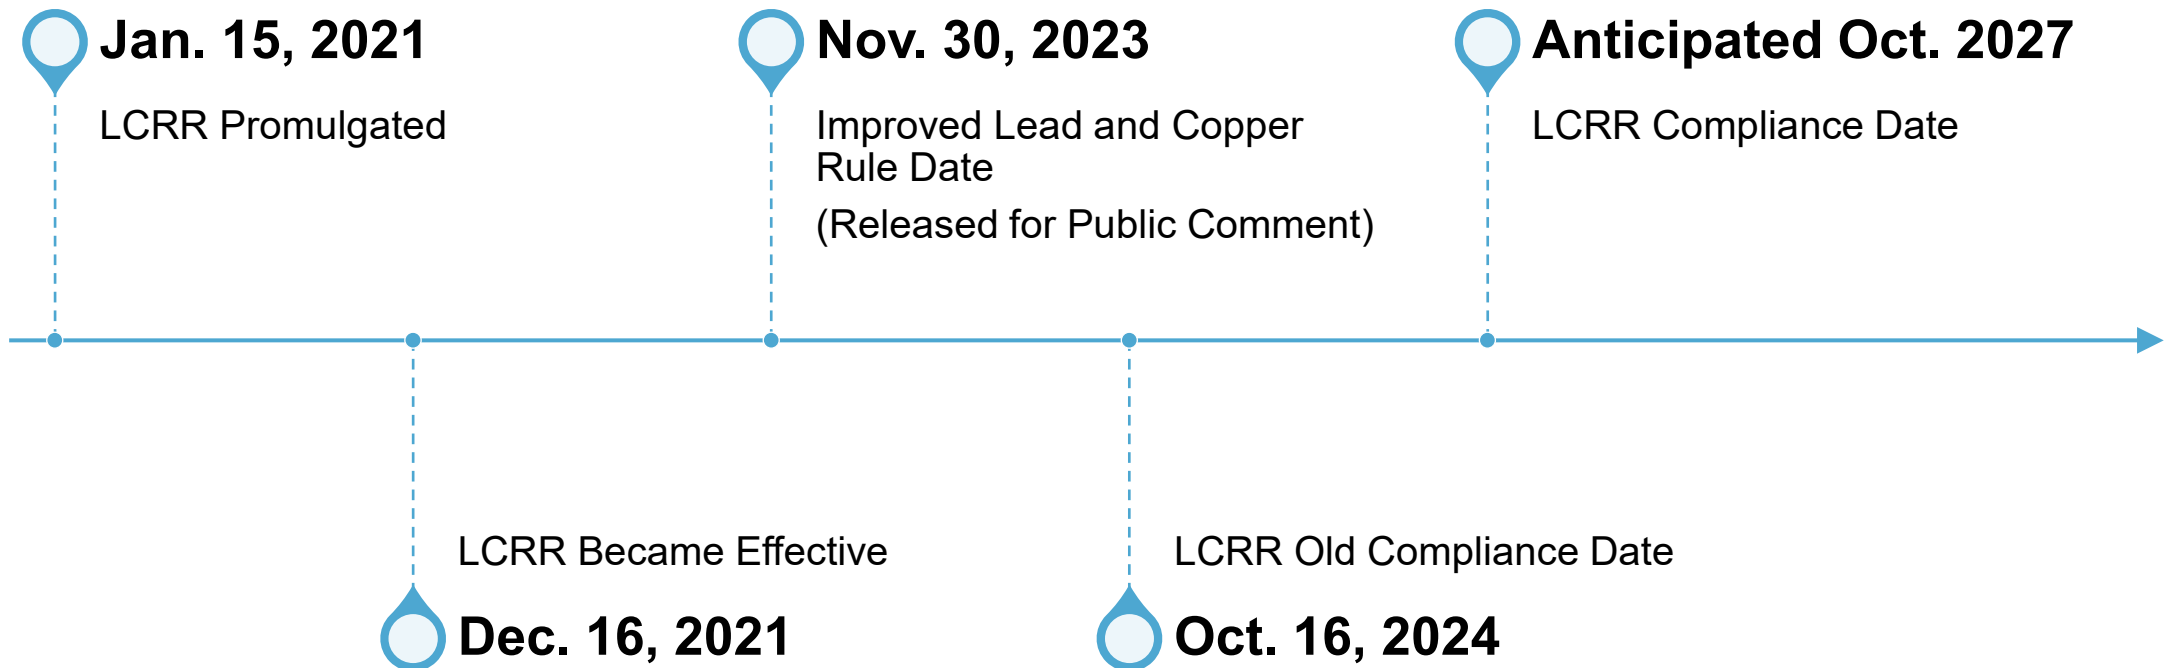 Jan. 15, 2021
LCRR Promulgated
Nov. 30, 2023
Improved Lead and Copper
Rule Date
(Released for Public Comment)
Anticipated Oct. 2027
LCRR Compliance Date
LCRR Became Effective
Dec. 16, 2021
LCRR Old Compliance Date
Oct. 16, 2024